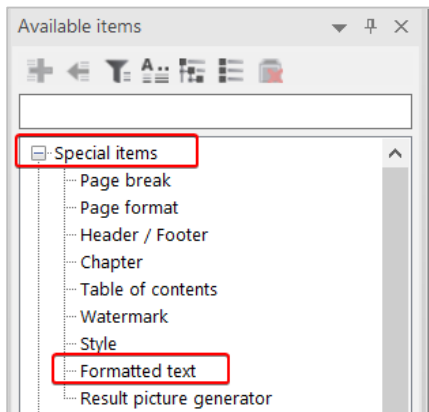 Available items
Special items
Page break
Page format
Header / Footer
Chapter
Table of contents
Watermark
Style
Formatted text
Result picture generator